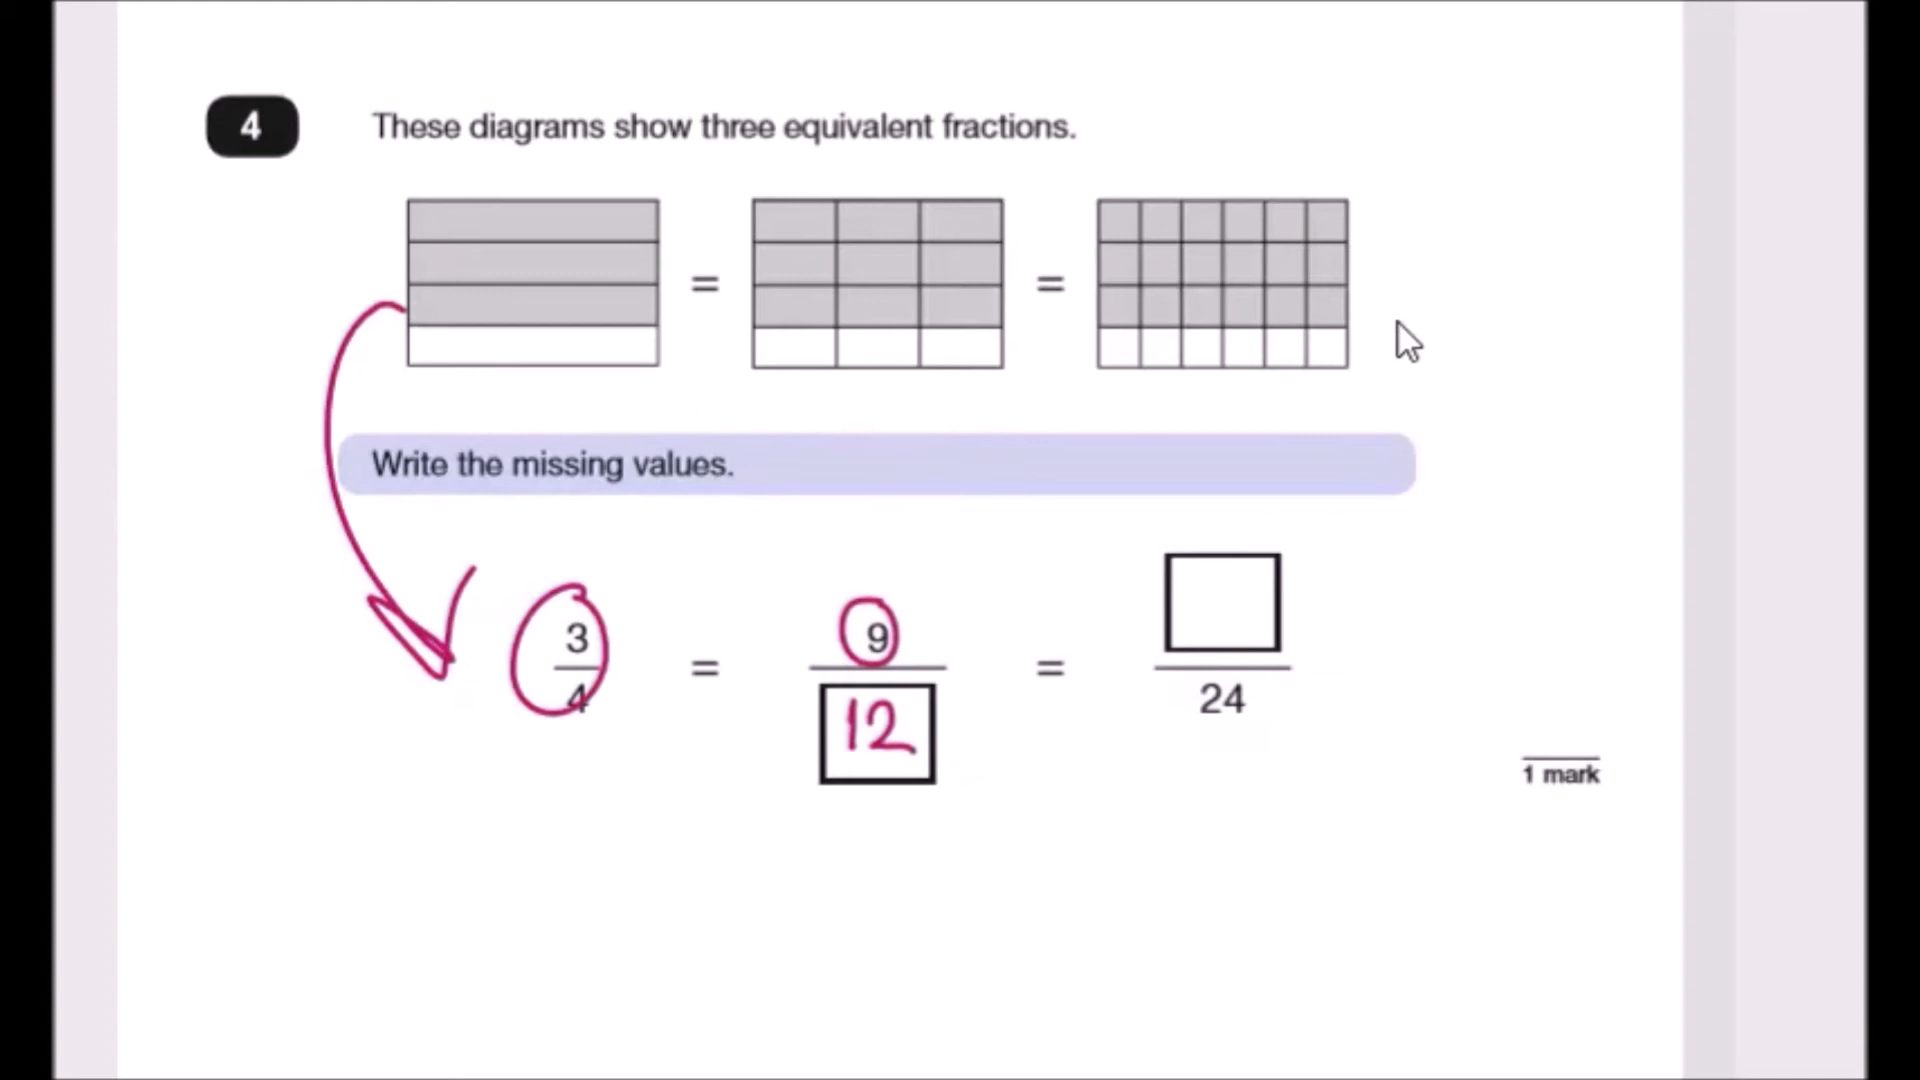 4 These diagrams show three equivalent fractions.
= =
Write the missing values.
3/4 = 9/12 = /24
1 mark